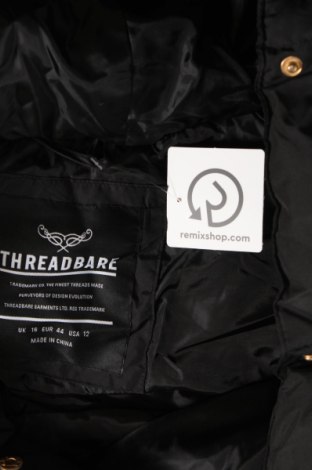 THREADBARE
TRADEMARK CO. THE FINEST THREADS MADE
PURVEYORS OF DESIGN EVOLUTION
THREADBARE GARMENTS LTD. REG TRADEMARK
UK 16 EUR 44 USA 12
MADE IN CHINA
remixshop.com